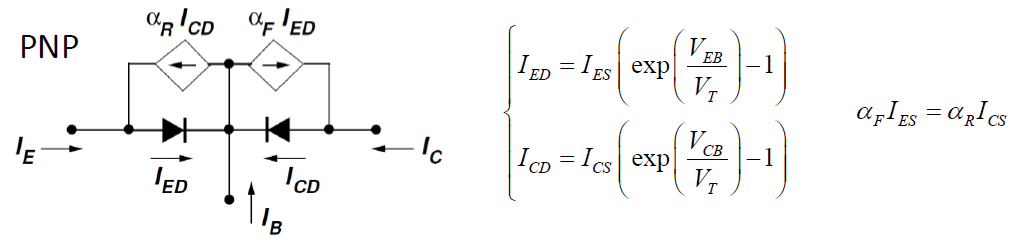 α_R I_CD α_F I_ED
PNP
I_E I_C
I_ED I_CD
I_B
I_ED = I_ES ( exp( V_EB / V_T ) − 1 )
I_CD = I_CS ( exp( V_CB / V_T ) − 1 )
α_F I_ES = α_R I_CS